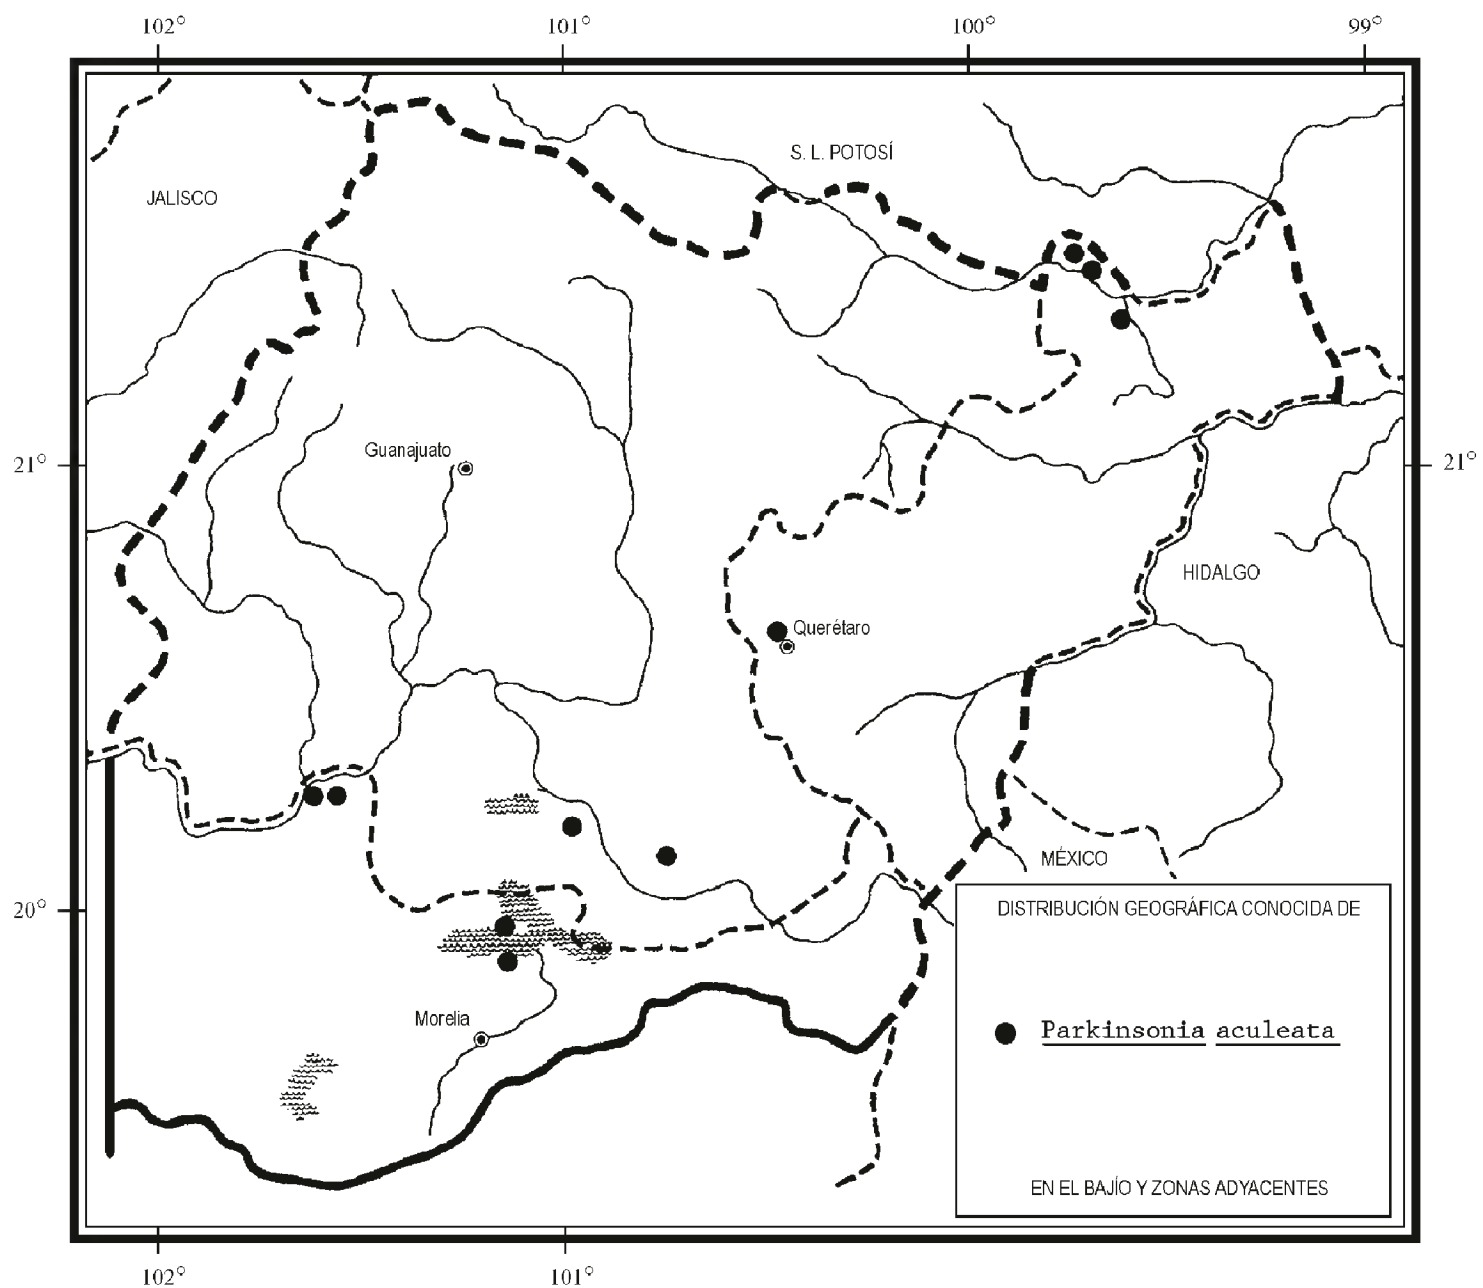 102°
101°
100°
99°
S. L. POTOSÍ
JALISCO
Guanajuato
21°
21°
HIDALGO
Querétaro
MÉXICO
20°
DISTRIBUCIÓN GEOGRÁFICA CONOCIDA DE
Parkinsonia aculeata
Morelia
EN EL BAJÍO Y ZONAS ADYACENTES
102°
101°